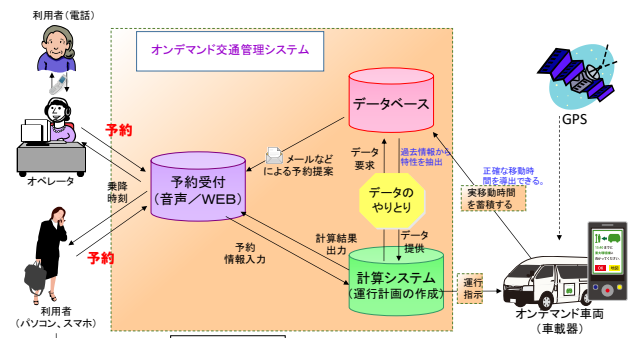 利用者(電話)
オンデマンド交通管理システム
GPS
データベース
予約
オペレータ
メールなど
による予約提案
データ
要求
過去情報から
特性を抽出
正確な移動時
間を導出できる。
実移動時間
を蓄積する
予約受付
(音声/WEB)
乗降
時刻
データの
やりとり
予約
計算結果
出力
データ
提供
予約
情報入力
計算システム
(運行計画の作成)
運行
指示
利用者
(パソコン、スマホ)
オンデマンド車両
(車載器)